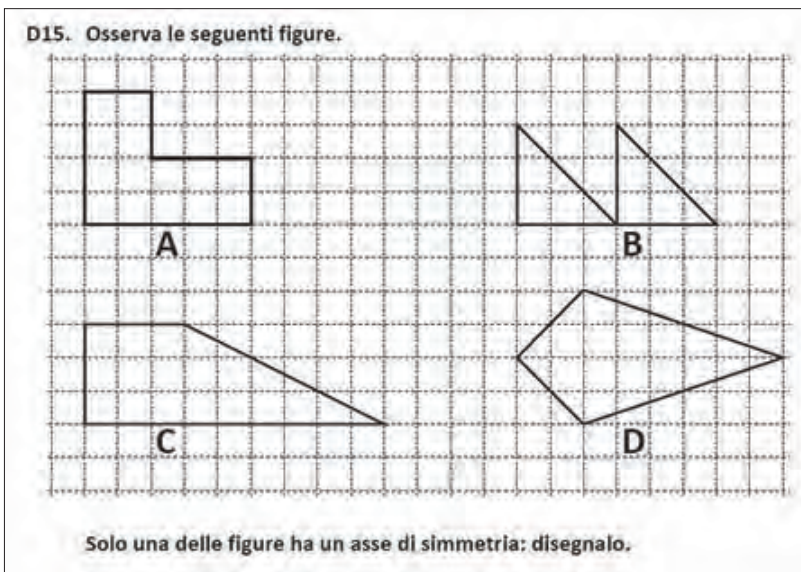 D15. Osserva le seguenti figure.
A
B
C
D
Solo una delle figure ha un asse di simmetria: disegnalo.